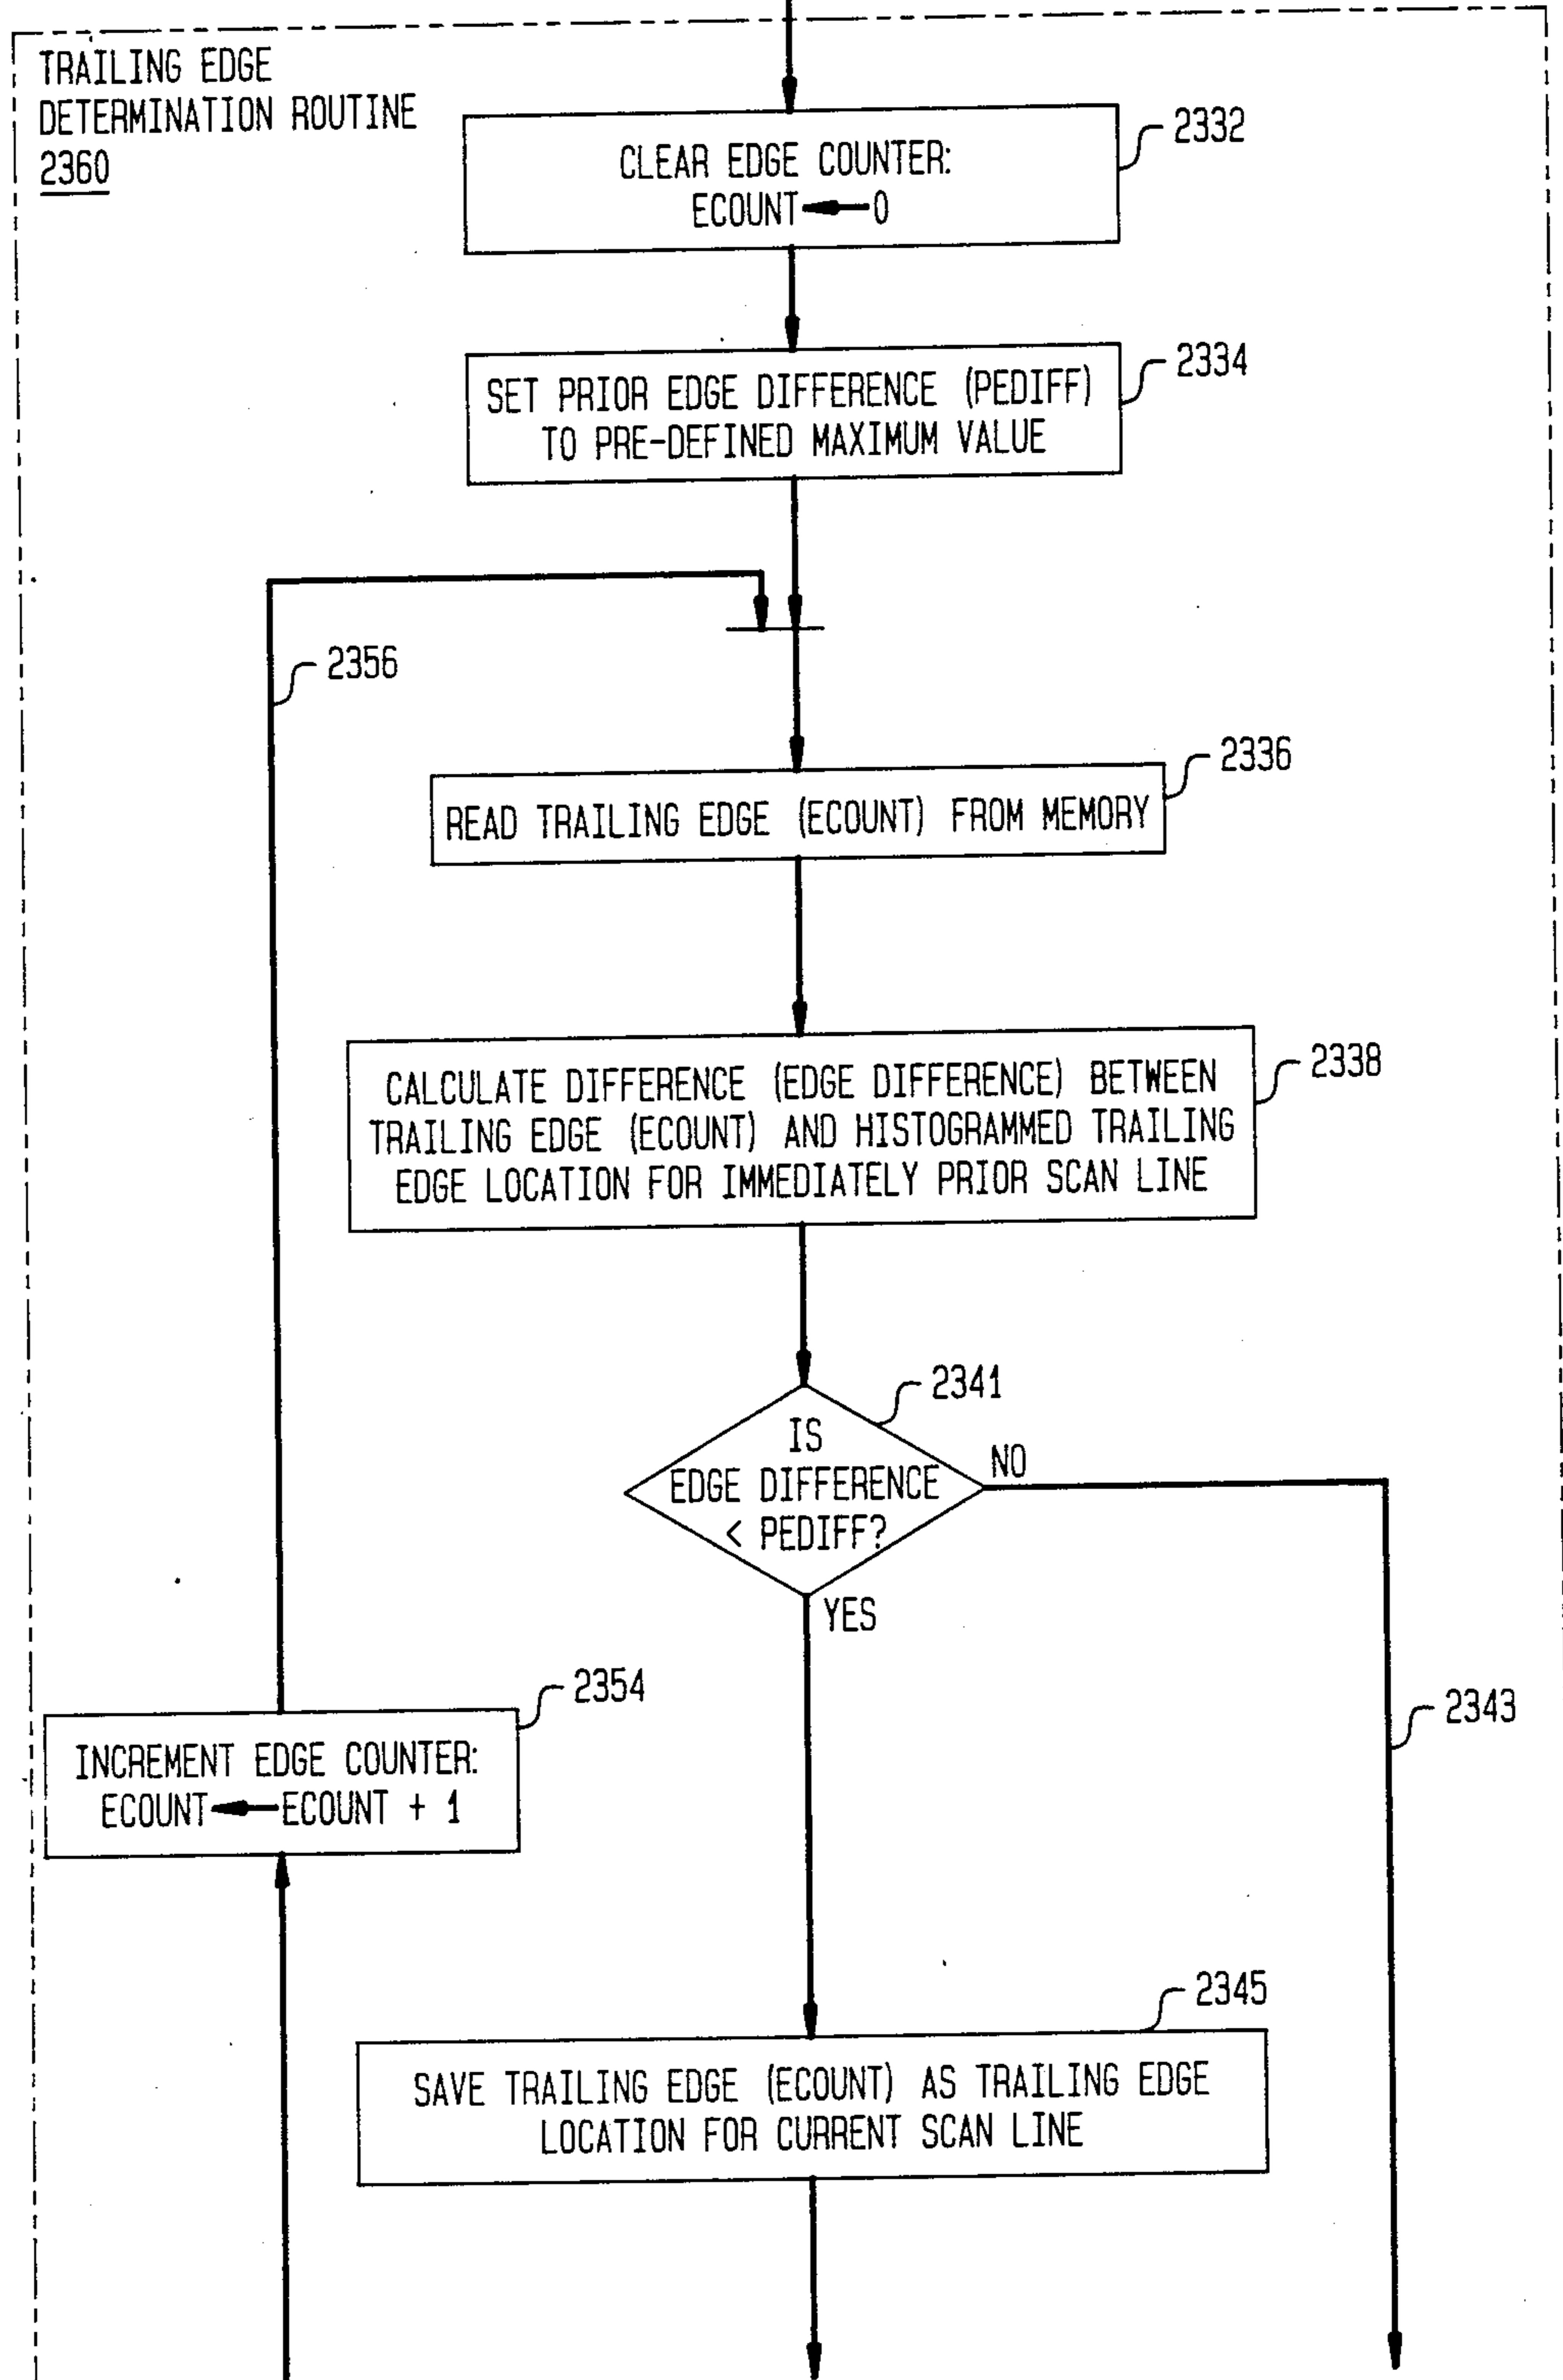 TRAILING EDGE
DETERMINATION ROUTINE
2360
2332
CLEAR EDGE COUNTER:
ECOUNT ← 0
2334
SET PRIOR EDGE DIFFERENCE (PEDIFF)
TO PRE-DEFINED MAXIMUM VALUE
2356
2336
READ TRAILING EDGE (ECOUNT) FROM MEMORY
2338
CALCULATE DIFFERENCE (EDGE DIFFERENCE) BETWEEN
TRAILING EDGE (ECOUNT) AND HISTOGRAMMED TRAILING
EDGE LOCATION FOR IMMEDIATELY PRIOR SCAN LINE
2341
IS
EDGE DIFFERENCE
< PEDIFF?
NO
YES
2354
INCREMENT EDGE COUNTER:
ECOUNT ← ECOUNT + 1
2343
2345
SAVE TRAILING EDGE (ECOUNT) AS TRAILING EDGE
LOCATION FOR CURRENT SCAN LINE